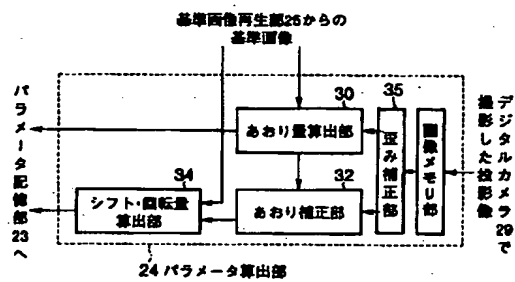 基準画像再生部25からの
基準画像
パラメータ記憶部23へ
30
あおり量算出部
34
シフト・回転量
算出部
32
あおり補正部
35
歪み補正部
画像メモリ部
デジタルカメラ29で
撮影した投影像
24 パラメータ算出部